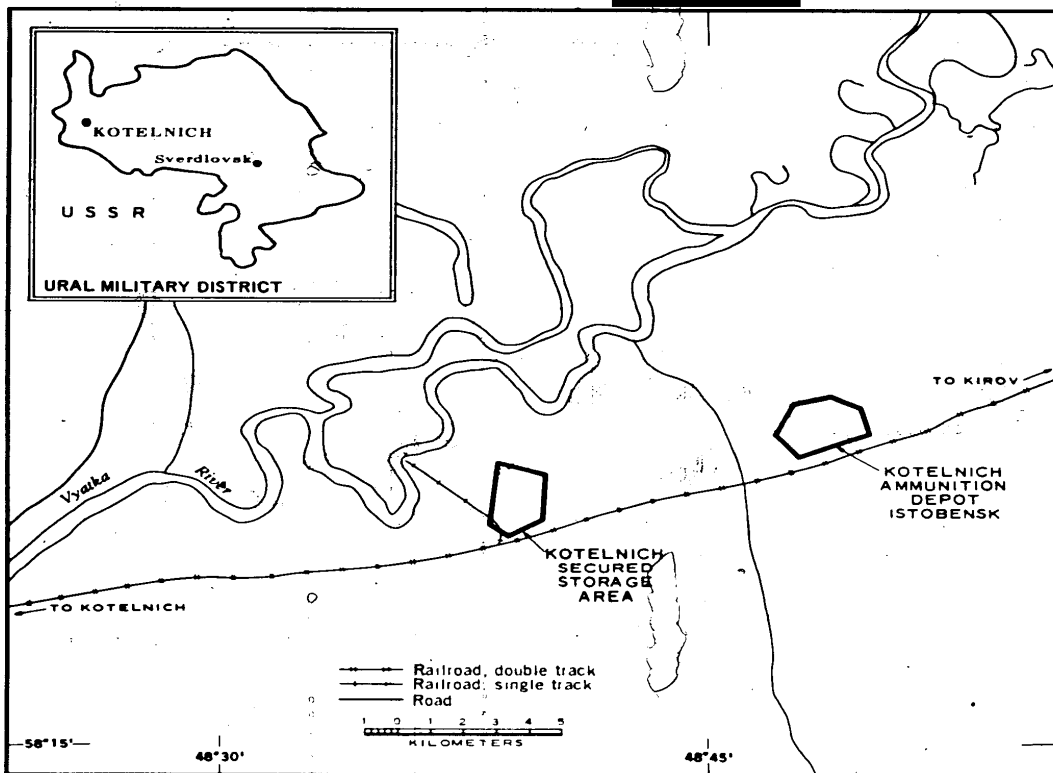 KOTELNICH
Sverdlovsk
U S S R
URAL MILITARY DISTRICT
TO KIROV
KOTELNICH
AMMUNITION
DEPOT
ISTOBENSK
Vyatka River
KOTELNICH
SECURED
STORAGE
AREA
TO KOTELNICH
Railroad, double track
Railroad, single track
Road
1 0 1 2 3 4 5
KILOMETERS
58°15'
48°30'
48°45'